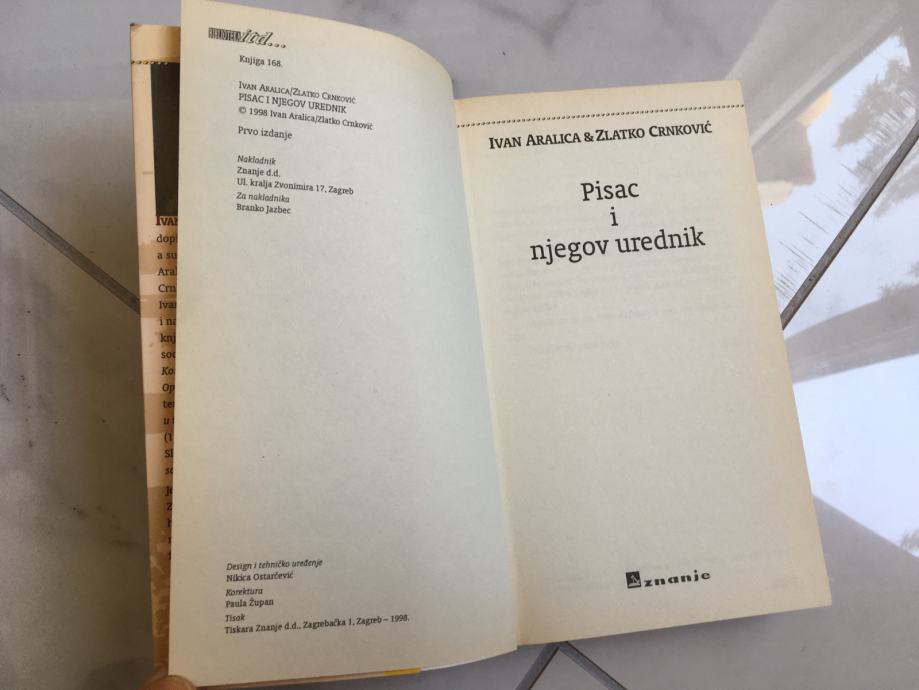 BIBLIOTEKA itd...
Knjiga 168.
IVAN ARALICA/ZLATKO CRNKOVIĆ
PISAC I NJEGOV UREDNIK
© 1998 Ivan Aralica/Zlatko Crnković
Prvo izdanje
Nakladnik
Znanje d.d.
Ul. kralja Zvonimira 17, Zagreb
Za nakladnika
Branko Jazbec
Design i tehničko uređenje
Nikica Ostarčević
Korektura
Paula Župan
Tisak
Tiskara Znanje d.d., Zagrebačka 1, Zagreb – 1998.
IVAN ARALICA & ZLATKO CRNKOVIĆ
Pisac
i
njegov urednik
znanje